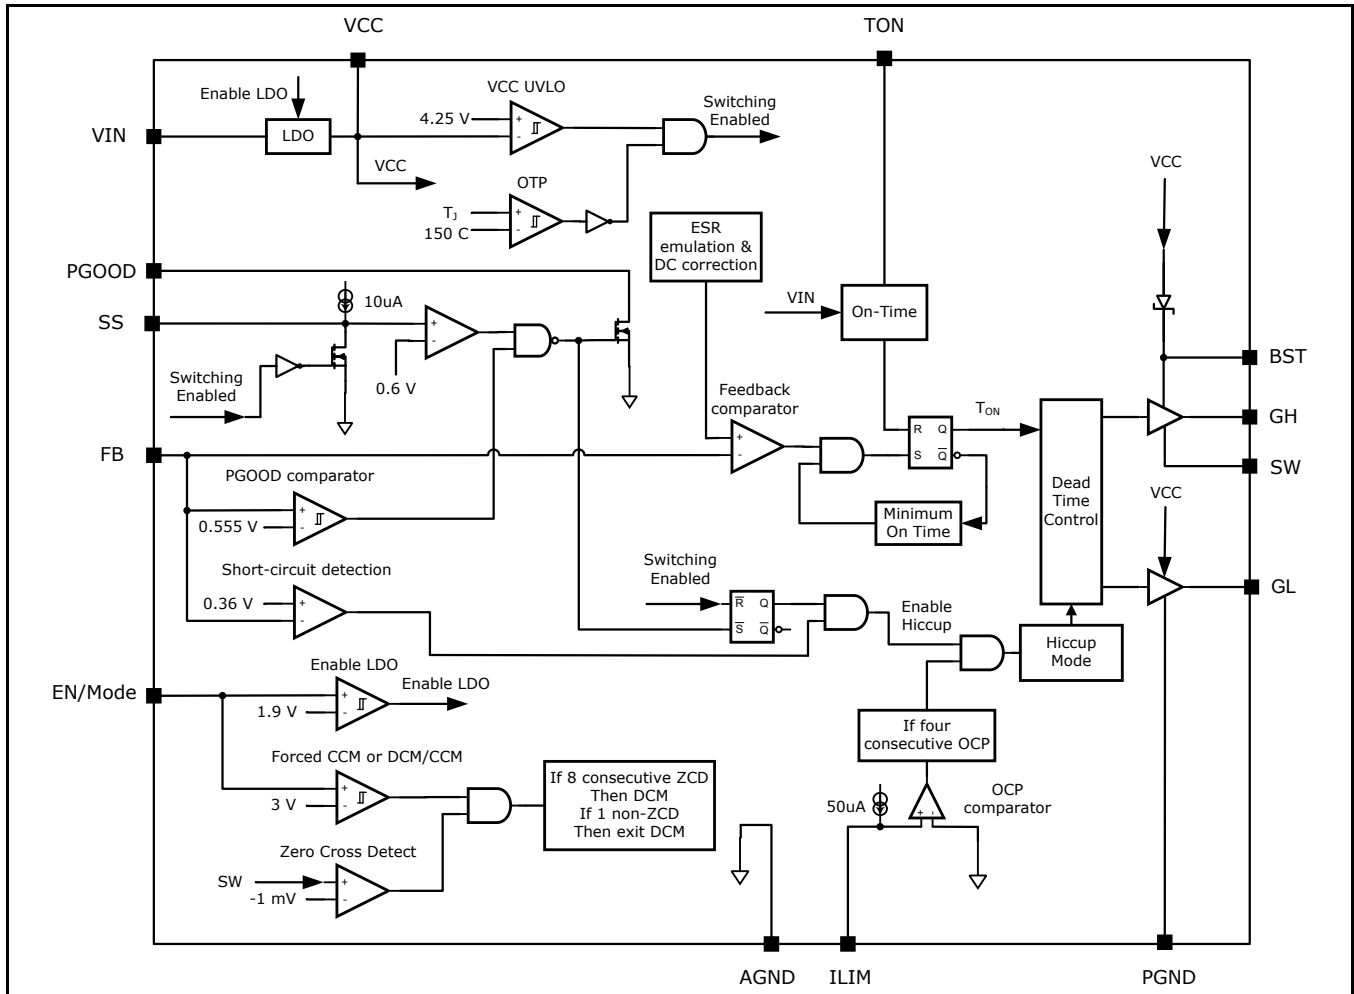 VCC
TON
Enable LDO
VIN
LDO
VCC
VCC UVLO
4.25 V
+
-
Switching
Enabled
OTP
TJ
150 C
+
-
VCC
PGOOD
SS
10uA
+
-
0.6 V
Switching
Enabled
ESR
emulation &
DC correction
VIN
On-Time
BST
Feedback
comparator
+
-
R Q
S Q
TON
GH
SW
FB
PGOOD comparator
0.555 V
+
-
Minimum
On Time
Dead
Time
Control
VCC
GL
Short-circuit detection
0.36 V
+
-
Switching
Enabled
R Q
S Q
Enable
Hiccup
Hiccup
Mode
EN/Mode
Enable LDO
1.9 V
+
-
Enable LDO
Forced CCM or DCM/CCM
3 V
+
-
If 8 consecutive ZCD
Then DCM
If 1 non-ZCD
Then exit DCM
Zero Cross Detect
SW
-1 mV
+
-
If four
consecutive OCP
50uA
+ -
OCP
comparator
AGND
ILIM
PGND